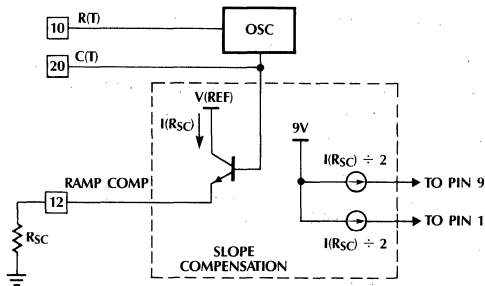 10 R(T)
OSC
20 C(T)
V(REF)
I(RSC)
9V
I(RSC) ÷ 2
RAMP COMP
TO PIN 9
12
TO PIN 1
RSC
I(RSC) ÷ 2
SLOPE
COMPENSATION